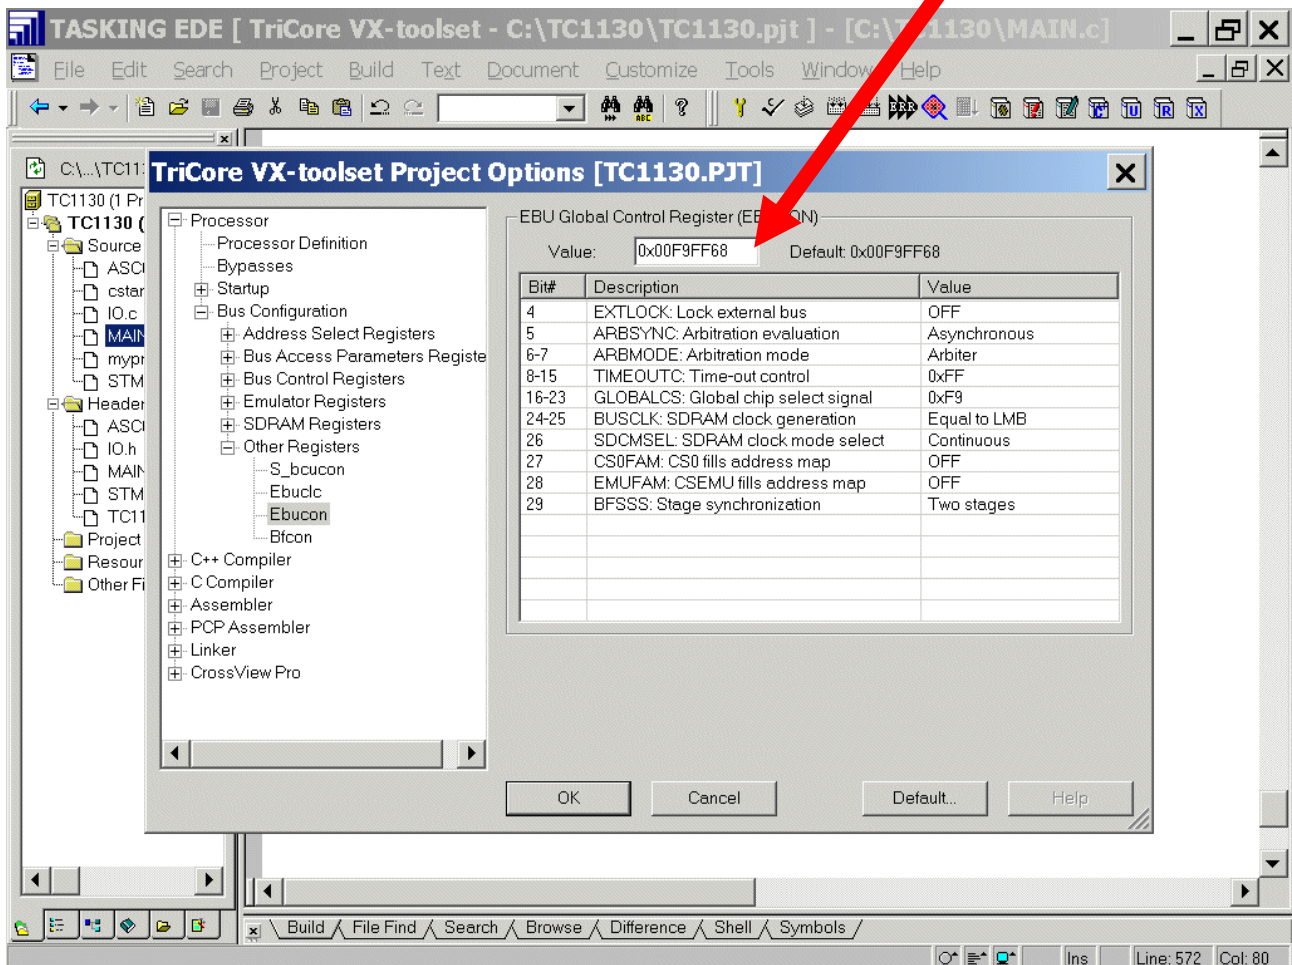 TASKING EDE [ TriCore VX-toolset - C:\TC1130\TC1130.pjt ] - [C:\TC1130\MAIN.c]
File Edit Search Project Build Text Document Customize Tools Window Help
C:\...\TC11
TriCore VX-toolset Project Options [TC1130.PJT]
TC1130 (1 Pr
TC1130 (
Source
ASC
cstar
IO.c
MAIN
mypr
STM
Header
ASC
IO.h
MAIN
STM
TC11
Project
Resour
Other Fi
Processor
Processor Definition
Bypasses
Startup
Bus Configuration
Address Select Registers
Bus Access Parameters Registe
Bus Control Registers
Emulator Registers
SDRAM Registers
Other Registers
S_bcucon
Ebuclc
Ebucon
Bfcon
C++ Compiler
C Compiler
Assembler
PCP Assembler
Linker
CrossView Pro
EBU Global Control Register
Value: 0x00F9FF68 Default: 0x00F9FF68
Bit# Description Value
4 EXTLOCK: Lock external bus OFF
5 ARBSYNC: Arbitration evaluation Asynchronous
6-7 ARBMODE: Arbitration mode Arbiter
8-15 TIMEOUTC: Time-out control 0xFF
16-23 GLOBALCS: Global chip select signal 0xF9
24-25 BUSCLK: SDRAM clock generation Equal to LMB
26 SDCMSEL: SDRAM clock mode select Continuous
27 CS0FAM: CS0 fills address map OFF
28 EMUFAM: CSEMU fills address map OFF
29 BFSSS: Stage synchronization Two stages
OK Cancel Default... Help
Build File Find Search Browse Difference Shell Symbols
Ins Line: 572 Col: 80